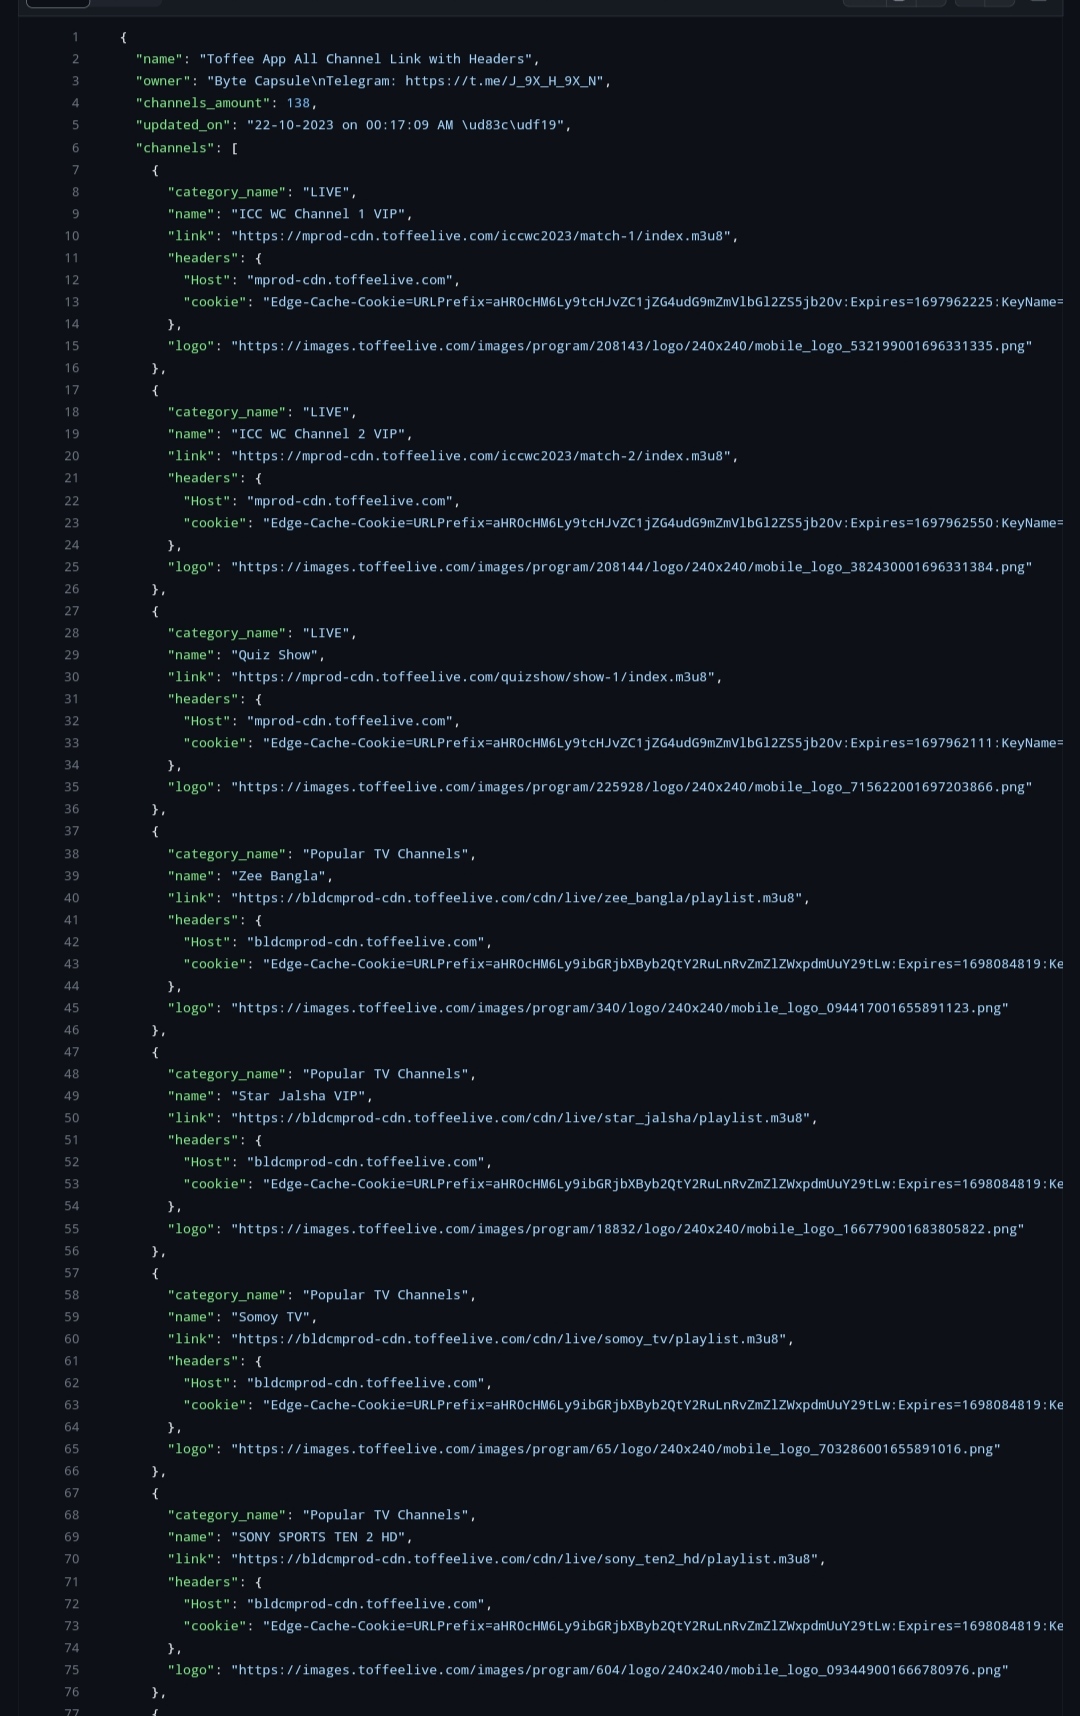 1 {
2 "name": "Toffee App All Channel Link with Headers",
3 "owner": "Byte Capsule\nTelegram: https://t.me/J_9X_H_9X_N",
4 "channels_amount": 138,
5 "updated_on": "22-10-2023 on 00:17:09 AM \ud83c\udf19",
6 "channels": [
7 {
8 "category_name": "LIVE",
9 "name": "ICC WC Channel 1 VIP",
10 "link": "https://mprod-cdn.toffeelive.com/iccwc2023/match-1/index.m3u8",
11 "headers": {
12 "Host": "mprod-cdn.toffeelive.com",
13 "cookie": "Edge-Cache-Cookie=URLPrefix=aHR0cHM6Ly9tcHJvZC1jZG4udG9mZmVlbGl2ZS5jb20v:Expires=1697962225:KeyName=
14 },
15 "logo": "https://images.toffeelive.com/images/program/208143/logo/240x240/mobile_logo_532199001696331335.png"
16 },
17 {
18 "category_name": "LIVE",
19 "name": "ICC WC Channel 2 VIP",
20 "link": "https://mprod-cdn.toffeelive.com/iccwc2023/match-2/index.m3u8",
21 "headers": {
22 "Host": "mprod-cdn.toffeelive.com",
23 "cookie": "Edge-Cache-Cookie=URLPrefix=aHR0cHM6Ly9tcHJvZC1jZG4udG9mZmVlbGl2ZS5jb20v:Expires=1697962550:KeyName=
24 },
25 "logo": "https://images.toffeelive.com/images/program/208144/logo/240x240/mobile_logo_382430001696331384.png"
26 },
27 {
28 "category_name": "LIVE",
29 "name": "Quiz Show",
30 "link": "https://mprod-cdn.toffeelive.com/quizshow/show-1/index.m3u8",
31 "headers": {
32 "Host": "mprod-cdn.toffeelive.com",
33 "cookie": "Edge-Cache-Cookie=URLPrefix=aHR0cHM6Ly9tcHJvZC1jZG4udG9mZmVlbGl2ZS5jb20v:Expires=1697962111:KeyName=
34 },
35 "logo": "https://images.toffeelive.com/images/program/225928/logo/240x240/mobile_logo_715622001697203866.png"
36 },
37 {
38 "category_name": "Popular TV Channels",
39 "name": "Zee Bangla",
40 "link": "https://bldcmprod-cdn.toffeelive.com/cdn/live/zee_bangla/playlist.m3u8",
41 "headers": {
42 "Host": "bldcmprod-cdn.toffeelive.com",
43 "cookie": "Edge-Cache-Cookie=URLPrefix=aHR0cHM6Ly9ibGRjbXByb2QtY2RuLnRvZmZlZWxpdmUuY29tLw:Expires=1698084819:Ke
44 },
45 "logo": "https://images.toffeelive.com/images/program/340/logo/240x240/mobile_logo_094417001655891123.png"
46 },
47 {
48 "category_name": "Popular TV Channels",
49 "name": "Star Jalsha VIP",
50 "link": "https://bldcmprod-cdn.toffeelive.com/cdn/live/star_jalsha/playlist.m3u8",
51 "headers": {
52 "Host": "bldcmprod-cdn.toffeelive.com",
53 "cookie": "Edge-Cache-Cookie=URLPrefix=aHR0cHM6Ly9ibGRjbXByb2QtY2RuLnRvZmZlZWxpdmUuY29tLw:Expires=1698084819:Ke
54 },
55 "logo": "https://images.toffeelive.com/images/program/18832/logo/240x240/mobile_logo_166779001683805822.png"
56 },
57 {
58 "category_name": "Popular TV Channels",
59 "name": "Somoy TV",
60 "link": "https://bldcmprod-cdn.toffeelive.com/cdn/live/somoy_tv/playlist.m3u8",
61 "headers": {
62 "Host": "bldcmprod-cdn.toffeelive.com",
63 "cookie": "Edge-Cache-Cookie=URLPrefix=aHR0cHM6Ly9ibGRjbXByb2QtY2RuLnRvZmZlZWxpdmUuY29tLw:Expires=1698084819:Ke
64 },
65 "logo": "https://images.toffeelive.com/images/program/65/logo/240x240/mobile_logo_703286001655891016.png"
66 },
67 {
68 "category_name": "Popular TV Channels",
69 "name": "SONY SPORTS TEN 2 HD",
70 "link": "https://bldcmprod-cdn.toffeelive.com/cdn/live/sony_ten2_hd/playlist.m3u8",
71 "headers": {
72 "Host": "bldcmprod-cdn.toffeelive.com",
73 "cookie": "Edge-Cache-Cookie=URLPrefix=aHR0cHM6Ly9ibGRjbXByb2QtY2RuLnRvZmZlZWxpdmUuY29tLw:Expires=1698084819:Ke
74 },
75 "logo": "https://images.toffeelive.com/images/program/604/logo/240x240/mobile_logo_093449001666780976.png"
76 },
77 {